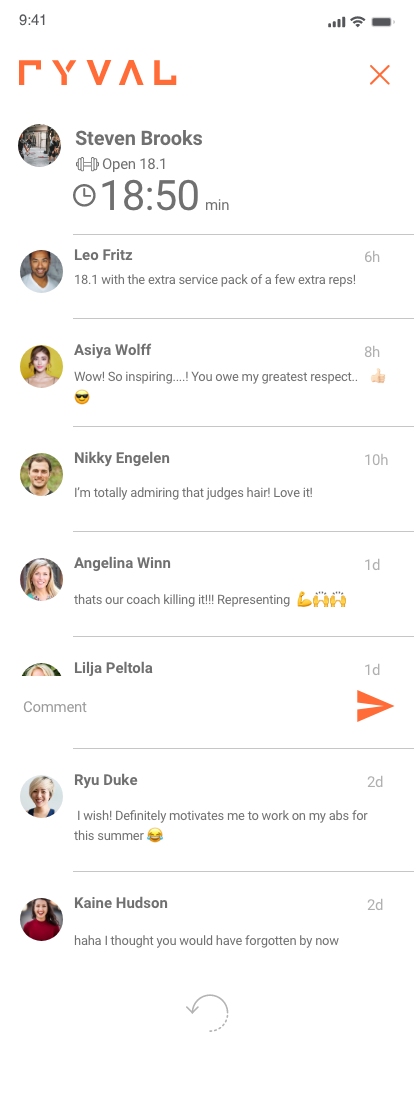 9:41
RYVAL
Steven Brooks
Open 18.1
18:50 min
Leo Fritz 6h
18.1 with the extra service pack of a few extra reps!
Asiya Wolff 8h
Wow! So inspiring....! You owe my greatest respect.. 👍🏻
😎
Nikky Engelen 10h
I'm totally admiring that judges hair! Love it!
Angelina Winn 1d
thats our coach killing it!!! Representing 💪🙌🙌
Lilja Peltola 1d
Comment
Ryu Duke 2d
I wish! Definitely motivates me to work on my abs for
this summer 😂
Kaine Hudson 2d
haha I thought you would have forgotten by now